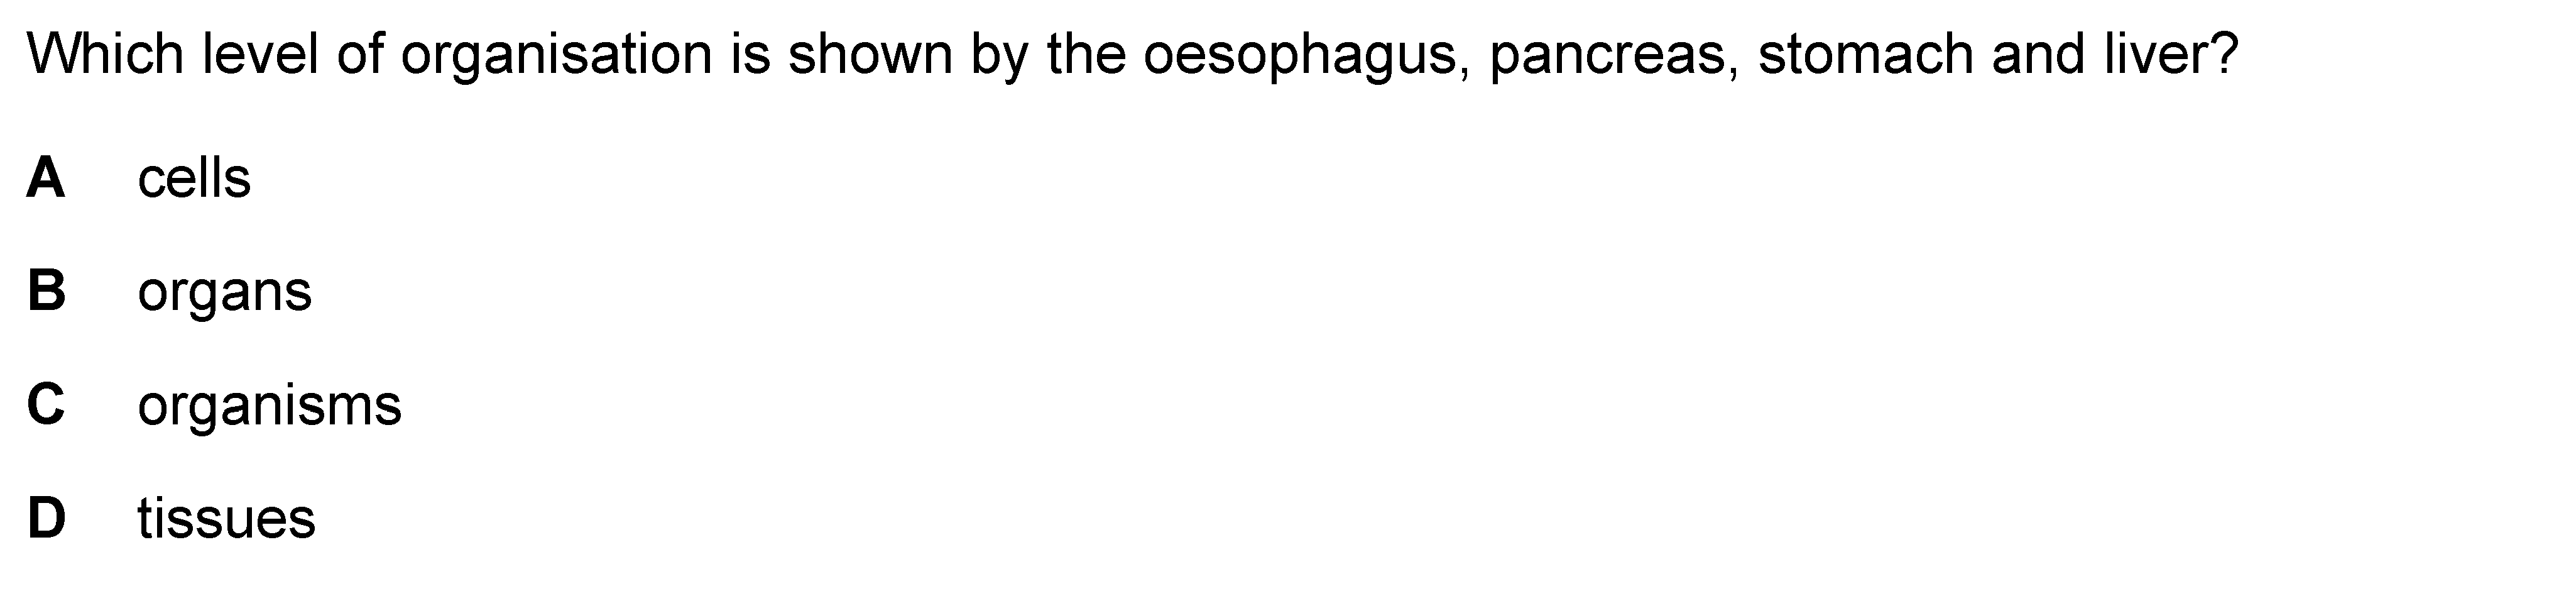 Which level of organisation is shown by the oesophagus, pancreas, stomach and liver?
A cells
B organs
C organisms
D tissues